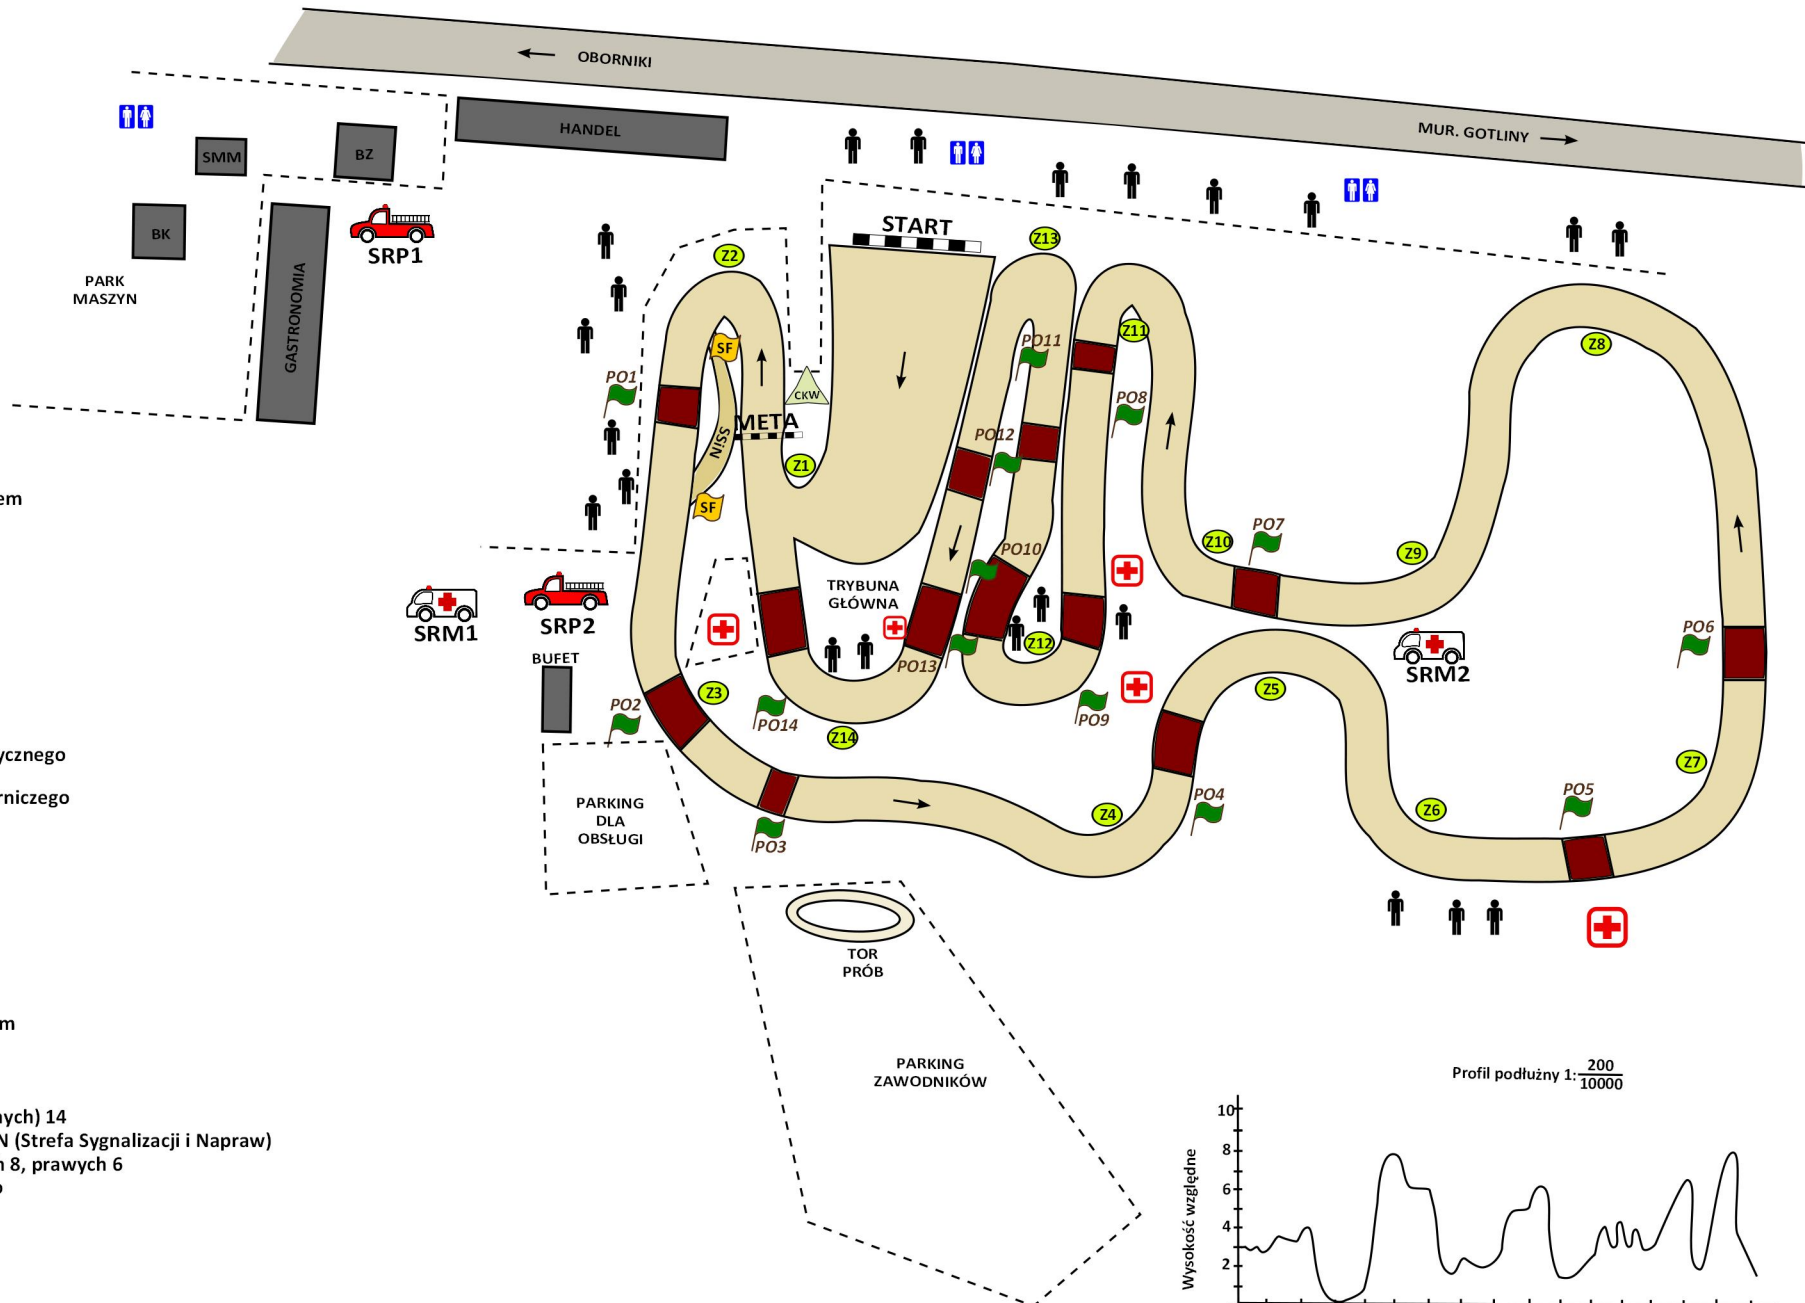 OBORNIKI
MUR. GOTLINY
HANDEL
SMM
BZ
BK
PARK
MASZYN
GASTRONOMIA
SRP1
START
Z2
Z13
Z11
Z8
SF
PO1
PO11
CKW
META
PO8
SSiN
PO12
Z1
SF
em
PO7
Z10
Z9
PO10
TRYBUNA
GŁÓWNA
SRM1
SRP2
BUFET
PO13
Z12
PO6
SRM2
Z3
Z5
PO2
PO14
PO9
Z14
ycznego
Z7
rniczego
PARKING
DLA
OBSŁUGI
Z4
PO4
Z6
PO5
PO3
TOR
PRÓB
m
PARKING
ZAWODNIKÓW
Profil podłużny 1: 200
10000
nych) 14
N (Strefa Sygnalizacji i Napraw)
h 8, prawych 6
o
Wysokość względne
10
8
6
4
2